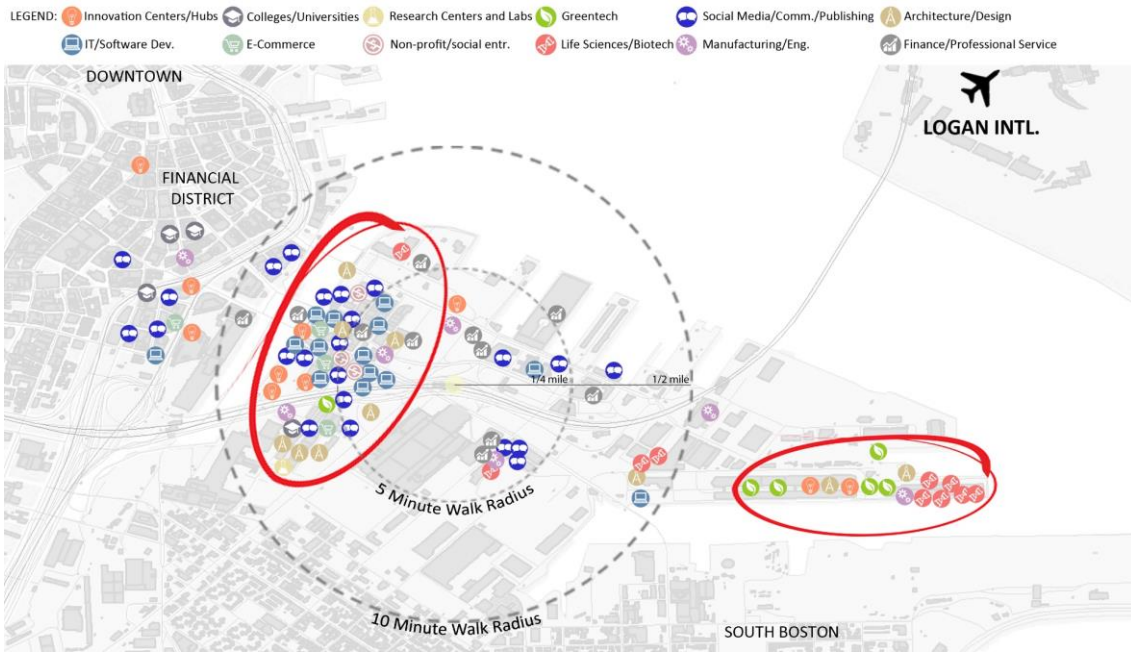 LEGEND: Innovation Centers/Hubs Colleges/Universities Research Centers and Labs Greentech Social Media/Comm./Publishing Architecture/Design
IT/Software Dev. E-Commerce Non-profit/social entr. Life Sciences/Biotech Manufacturing/Eng. Finance/Professional Service
DOWNTOWN
LOGAN INTL.
FINANCIAL
DISTRICT
1/4 mile
1/2 mile
5 Minute Walk Radius
10 Minute Walk Radius
SOUTH BOSTON